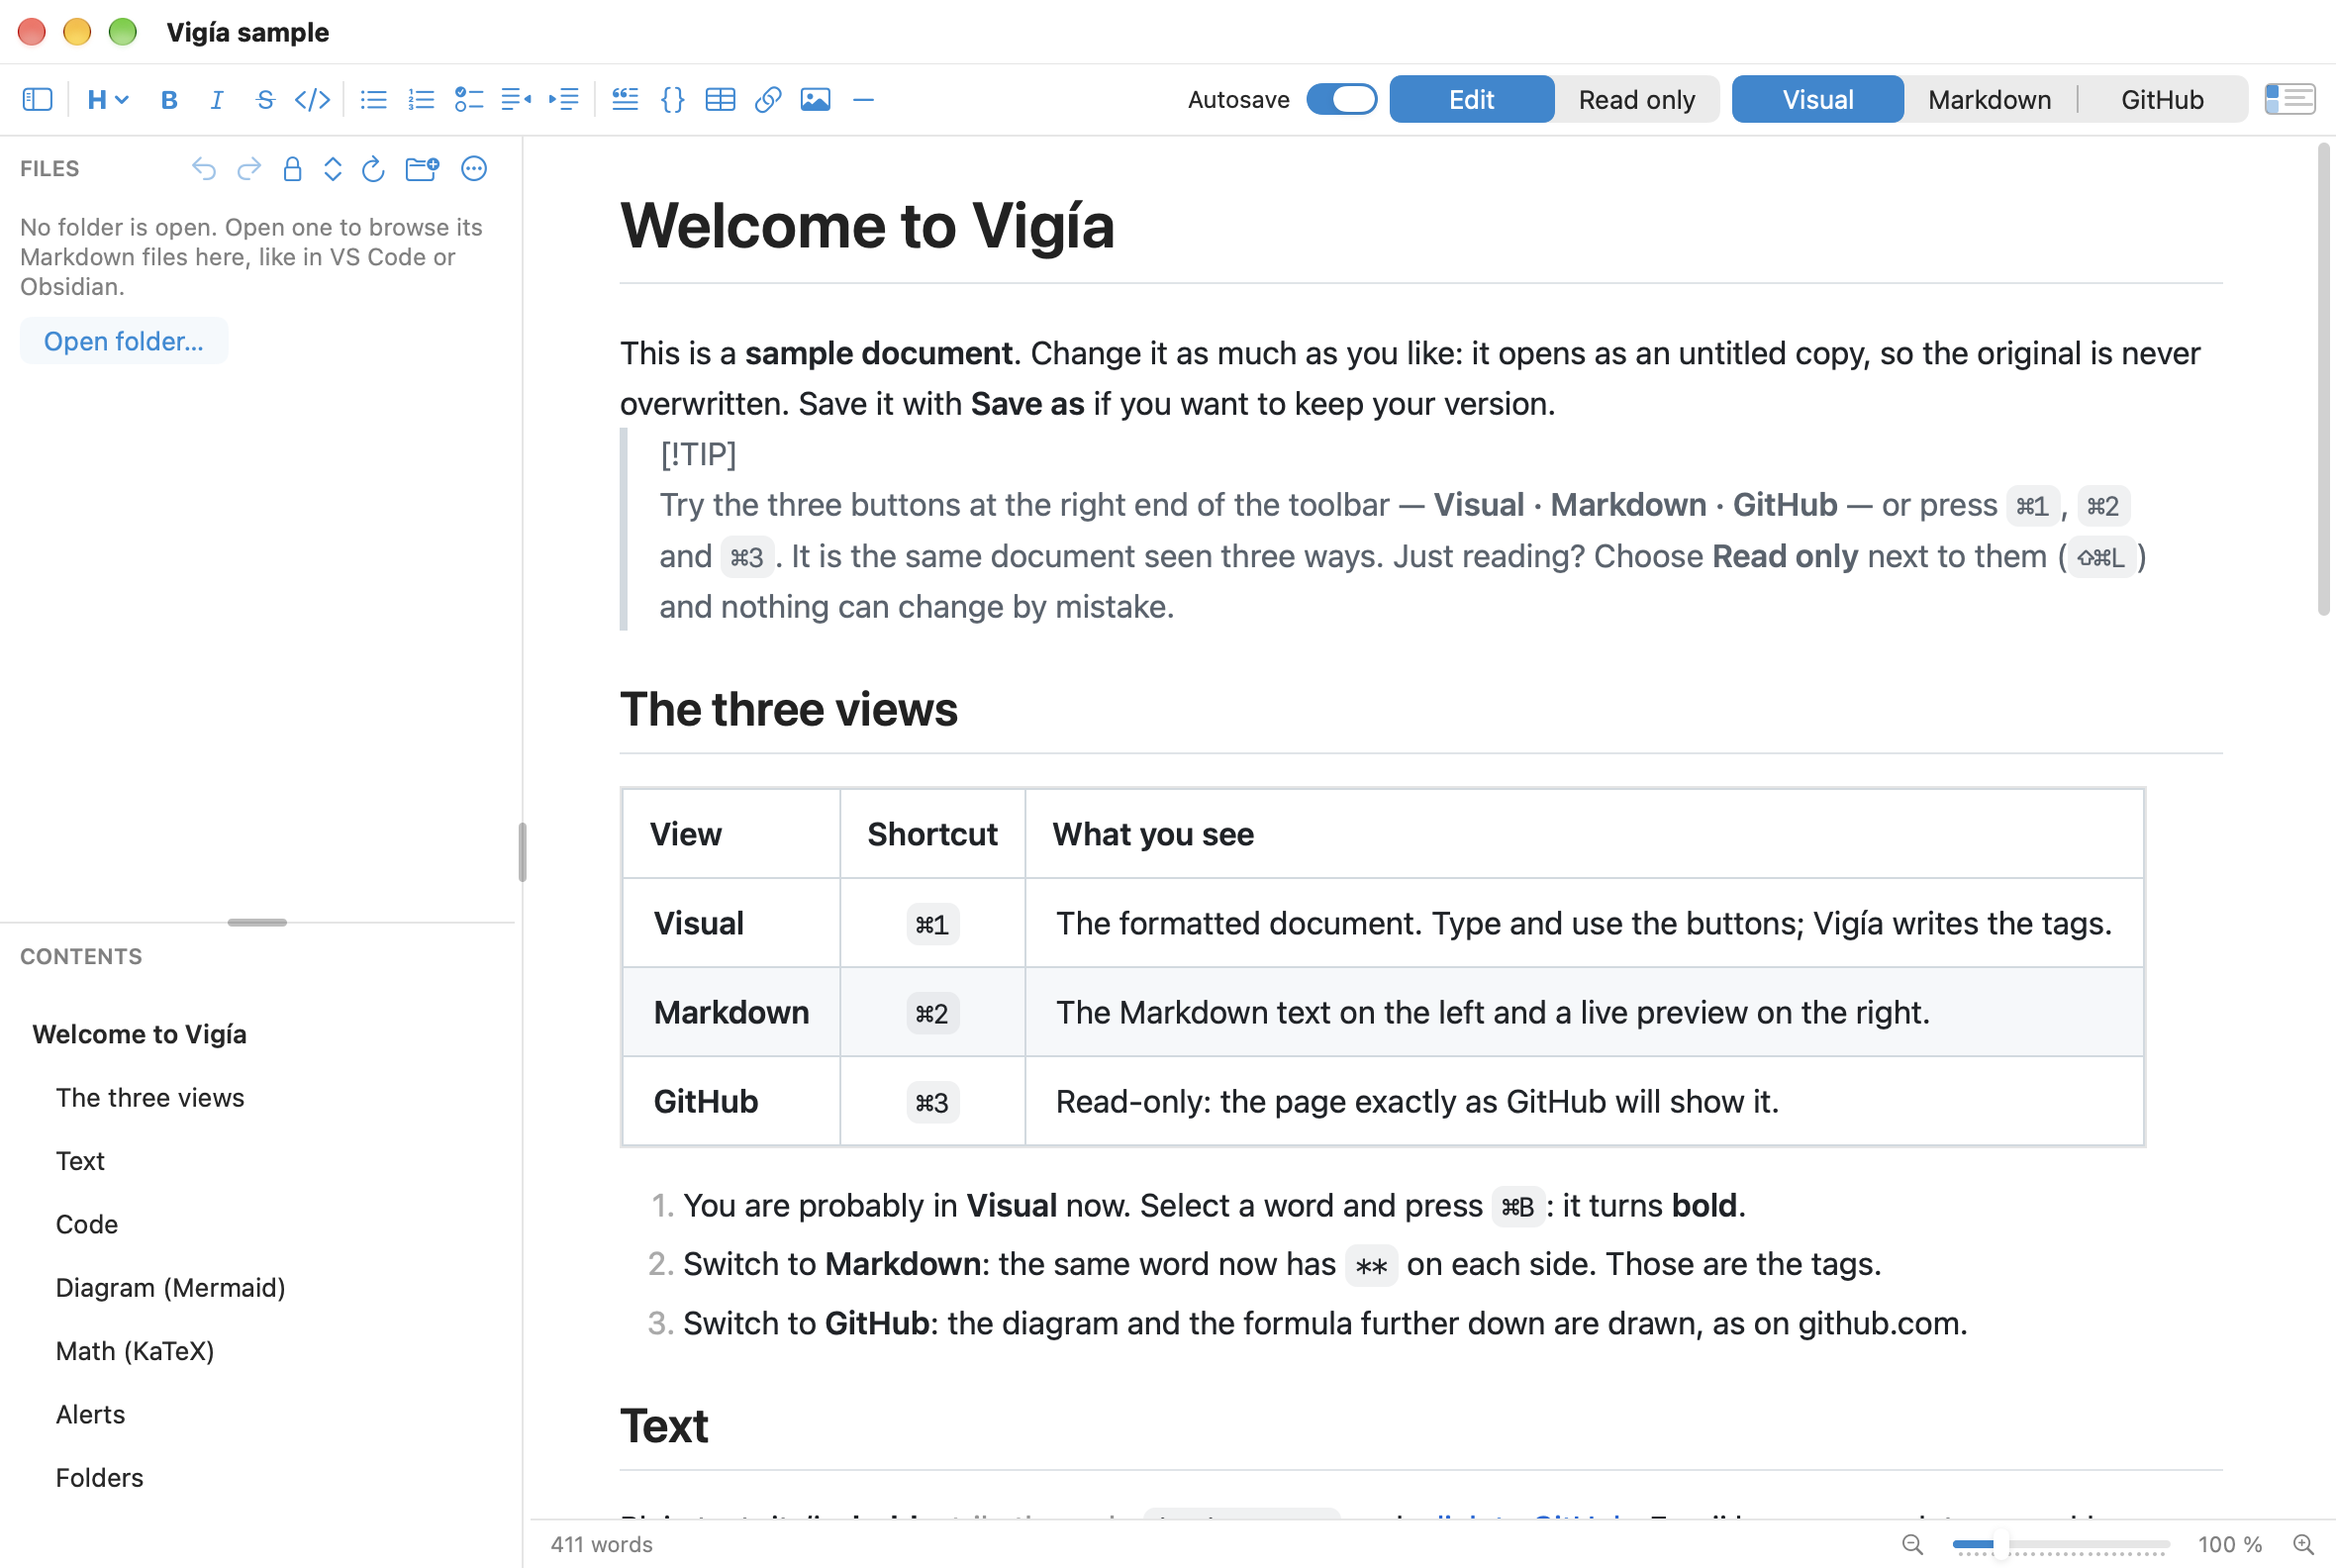 Vigía sample
H B I S </> Autosave Edit Read only Visual Markdown GitHub
FILES
No folder is open. Open one to browse its
Markdown files here, like in VS Code or
Obsidian.
Open folder...
CONTENTS
Welcome to Vigía
The three views
Text
Code
Diagram (Mermaid)
Math (KaTeX)
Alerts
Folders
Welcome to Vigía
This is a sample document. Change it as much as you like: it opens as an untitled copy, so the original is never
overwritten. Save it with Save as if you want to keep your version.
[!TIP]
Try the three buttons at the right end of the toolbar — Visual · Markdown · GitHub — or press ⌘1, ⌘2
and ⌘3. It is the same document seen three ways. Just reading? Choose Read only next to them (⇧⌘L)
and nothing can change by mistake.
The three views
View Shortcut What you see
Visual ⌘1 The formatted document. Type and use the buttons; Vigía writes the tags.
Markdown ⌘2 The Markdown text on the left and a live preview on the right.
GitHub ⌘3 Read-only: the page exactly as GitHub will show it.
1. You are probably in Visual now. Select a word and press ⌘B: it turns bold.
2. Switch to Markdown: the same word now has ** on each side. Those are the tags.
3. Switch to GitHub: the diagram and the formula further down are drawn, as on github.com.
Text
411 words 100 %